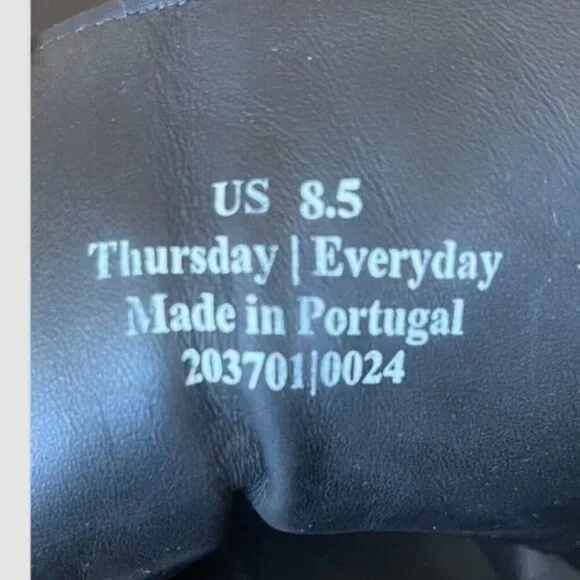 US 8.5
Thursday | Everyday
Made in Portugal
203701|0024